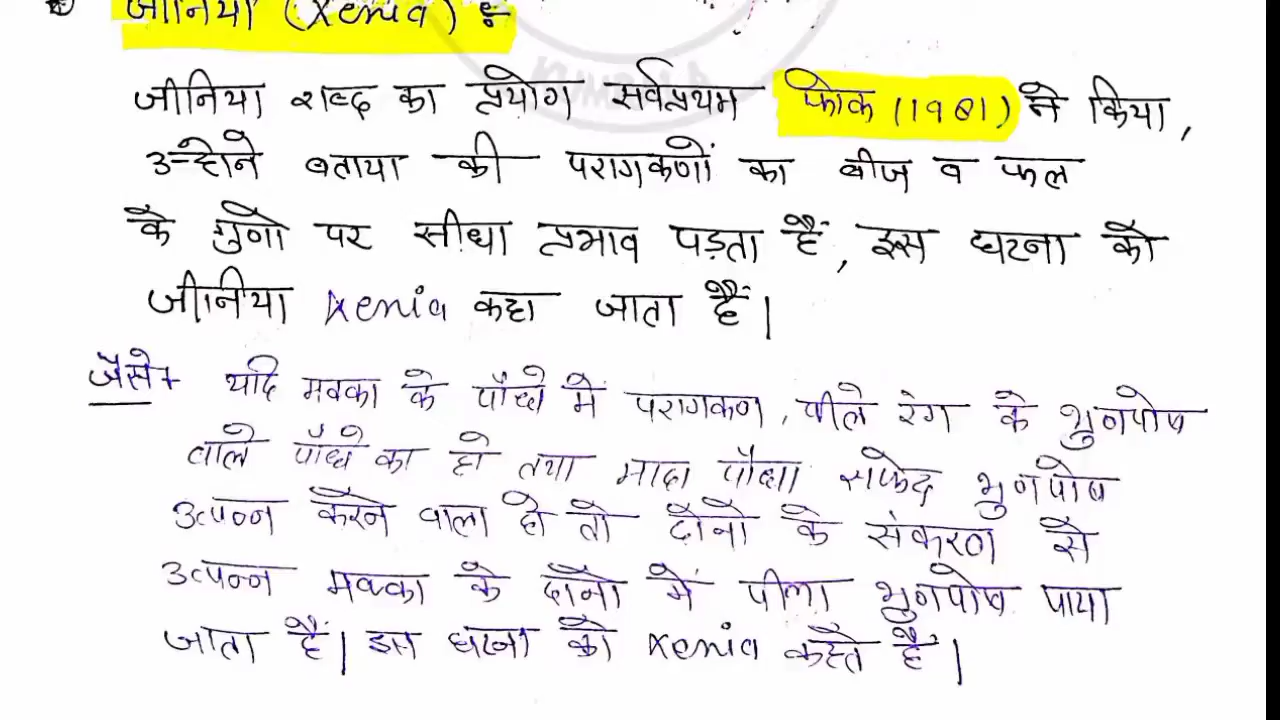 जीनिया (Xenia) :-
जीनिया शब्द का प्रयोग सर्वप्रथम फोक (1981) ने किया,
उन्होने बताया की परागकणों का बीज व फल
के गुणो पर सीधा प्रभाव पड़ता हैं, इस घटना को
जीनिया Xenia कहा जाता हैं।
जैसे- यदि मक्का के पौधे में परागकण, पीले रंग के भ्रुणपोष
वाले पौधे का हो तथा मादा पौधा सफेद भ्रुणपोष
उत्पन्न करने वाला हो तो दोनो के संकरण से
उत्पन्न मक्का के दानो में पीला भ्रुणपोष पाया
जाता हैं। इस घटना को Xenia कहते हैं।